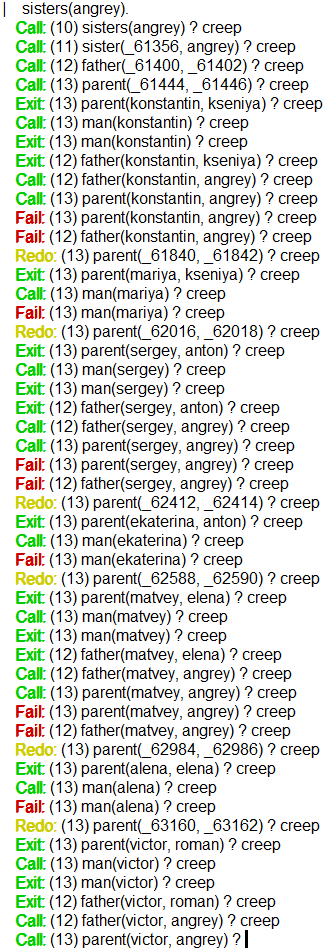 | sisters(angrey).
Call: (10) sisters(angrey) ? creep
Call: (11) sister(_61356, angrey) ? creep
Call: (12) father(_61400, _61402) ? creep
Call: (13) parent(_61444, _61446) ? creep
Exit: (13) parent(konstantin, kseniya) ? creep
Call: (13) man(konstantin) ? creep
Exit: (13) man(konstantin) ? creep
Exit: (12) father(konstantin, kseniya) ? creep
Call: (12) father(konstantin, angrey) ? creep
Call: (13) parent(konstantin, angrey) ? creep
Fail: (13) parent(konstantin, angrey) ? creep
Fail: (12) father(konstantin, angrey) ? creep
Redo: (13) parent(_61840, _61842) ? creep
Exit: (13) parent(mariya, kseniya) ? creep
Call: (13) man(mariya) ? creep
Fail: (13) man(mariya) ? creep
Redo: (13) parent(_62016, _62018) ? creep
Exit: (13) parent(sergey, anton) ? creep
Call: (13) man(sergey) ? creep
Exit: (13) man(sergey) ? creep
Exit: (12) father(sergey, anton) ? creep
Call: (12) father(sergey, angrey) ? creep
Call: (13) parent(sergey, angrey) ? creep
Fail: (13) parent(sergey, angrey) ? creep
Fail: (12) father(sergey, angrey) ? creep
Redo: (13) parent(_62412, _62414) ? creep
Exit: (13) parent(ekaterina, anton) ? creep
Call: (13) man(ekaterina) ? creep
Fail: (13) man(ekaterina) ? creep
Redo: (13) parent(_62588, _62590) ? creep
Exit: (13) parent(matvey, elena) ? creep
Call: (13) man(matvey) ? creep
Exit: (13) man(matvey) ? creep
Exit: (12) father(matvey, elena) ? creep
Call: (12) father(matvey, angrey) ? creep
Call: (13) parent(matvey, angrey) ? creep
Fail: (13) parent(matvey, angrey) ? creep
Fail: (12) father(matvey, angrey) ? creep
Redo: (13) parent(_62984, _62986) ? creep
Exit: (13) parent(alena, elena) ? creep
Call: (13) man(alena) ? creep
Fail: (13) man(alena) ? creep
Redo: (13) parent(_63160, _63162) ? creep
Exit: (13) parent(victor, roman) ? creep
Call: (13) man(victor) ? creep
Exit: (13) man(victor) ? creep
Exit: (12) father(victor, roman) ? creep
Call: (12) father(victor, angrey) ? creep
Call: (13) parent(victor, angrey) ?